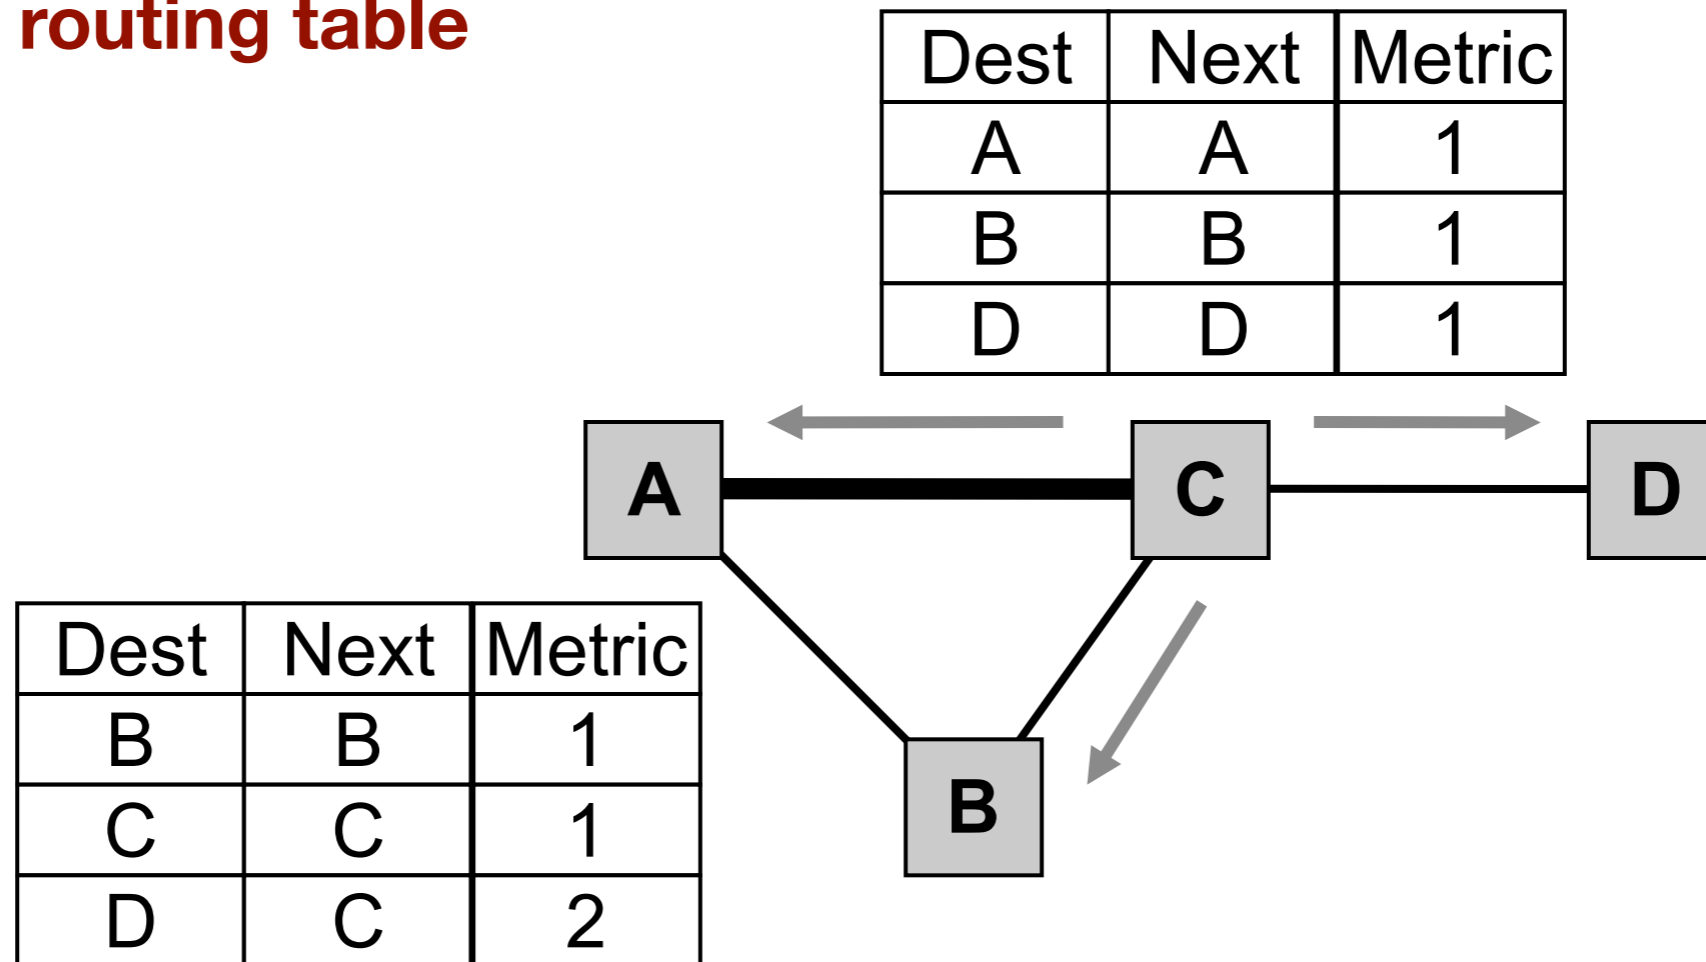 routing table
Dest Next Metric
A A 1
B B 1
D D 1
A C D
B
Dest Next Metric
B B 1
C C 1
D C 2